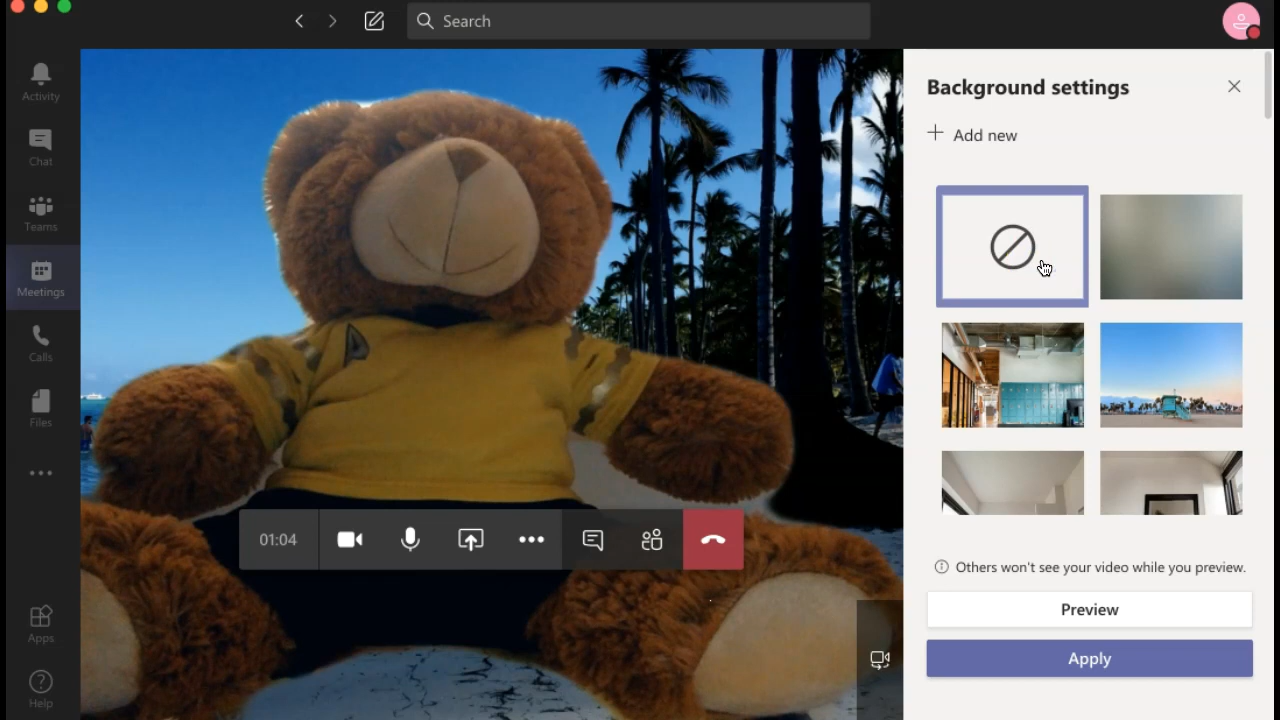 Search
Activity
Chat
Teams
Meetings
Calls
Files
Apps
Help
01:04
Background settings
Add new
Others won't see your video while you preview.
Preview
Apply